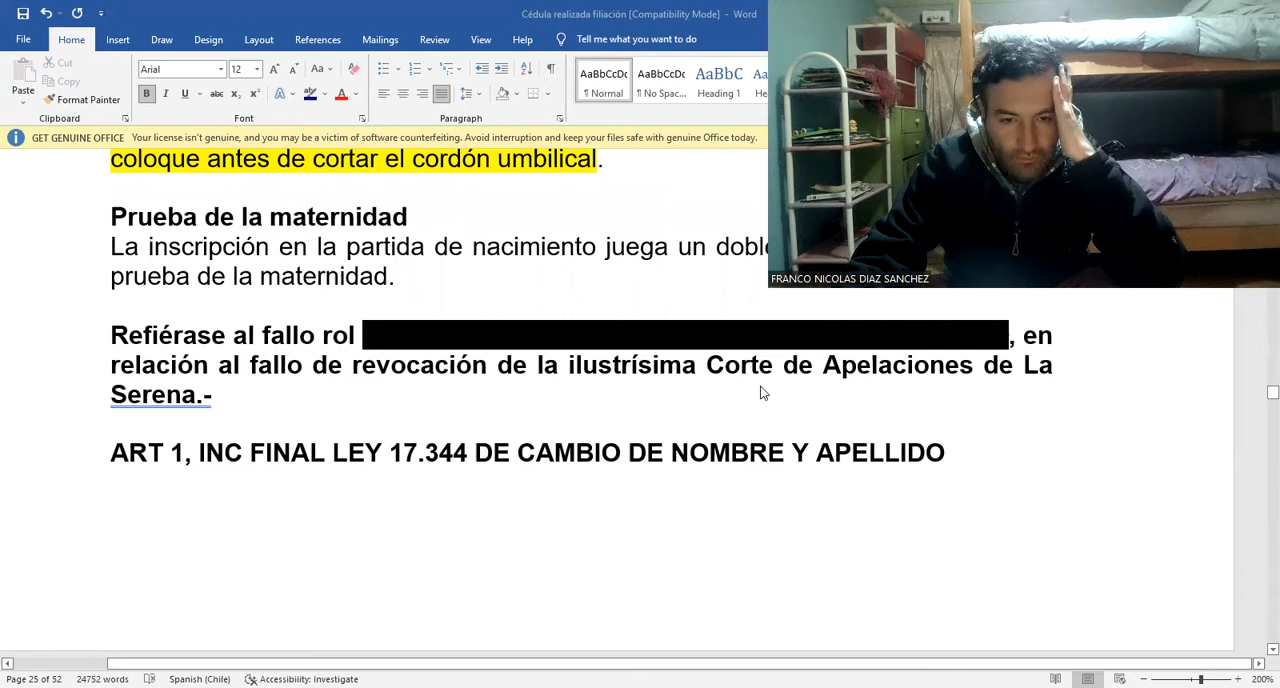 Cédula realizada filiación [Compatibility Mode] - Word
File Home Insert Draw Design Layout References Mailings Review View Help Tell me what you want to do
Paste
Cut
Copy
Format Painter
Clipboard
Arial 12
Font
Paragraph
AaBbCcDc AaBbCcDc AaBbC AaB
¶ Normal ¶ No Spac... Heading 1 Hea
GET GENUINE OFFICE Your license isn't genuine, and you may be a victim of software counterfeiting. Avoid interruption and keep your files safe with genuine Office today.
coloque antes de cortar el cordón umbilical.
Prueba de la maternidad
La inscripción en la partida de nacimiento juega un doble
prueba de la maternidad.
FRANCO NICOLAS DIAZ SANCHEZ
Refiérase al fallo rol , en
relación al fallo de revocación de la ilustrísima Corte de Apelaciones de La
Serena.-
ART 1, INC FINAL LEY 17.344 DE CAMBIO DE NOMBRE Y APELLIDO
Page 25 of 52 24752 words Spanish (Chile) Accessibility: Investigate 200%